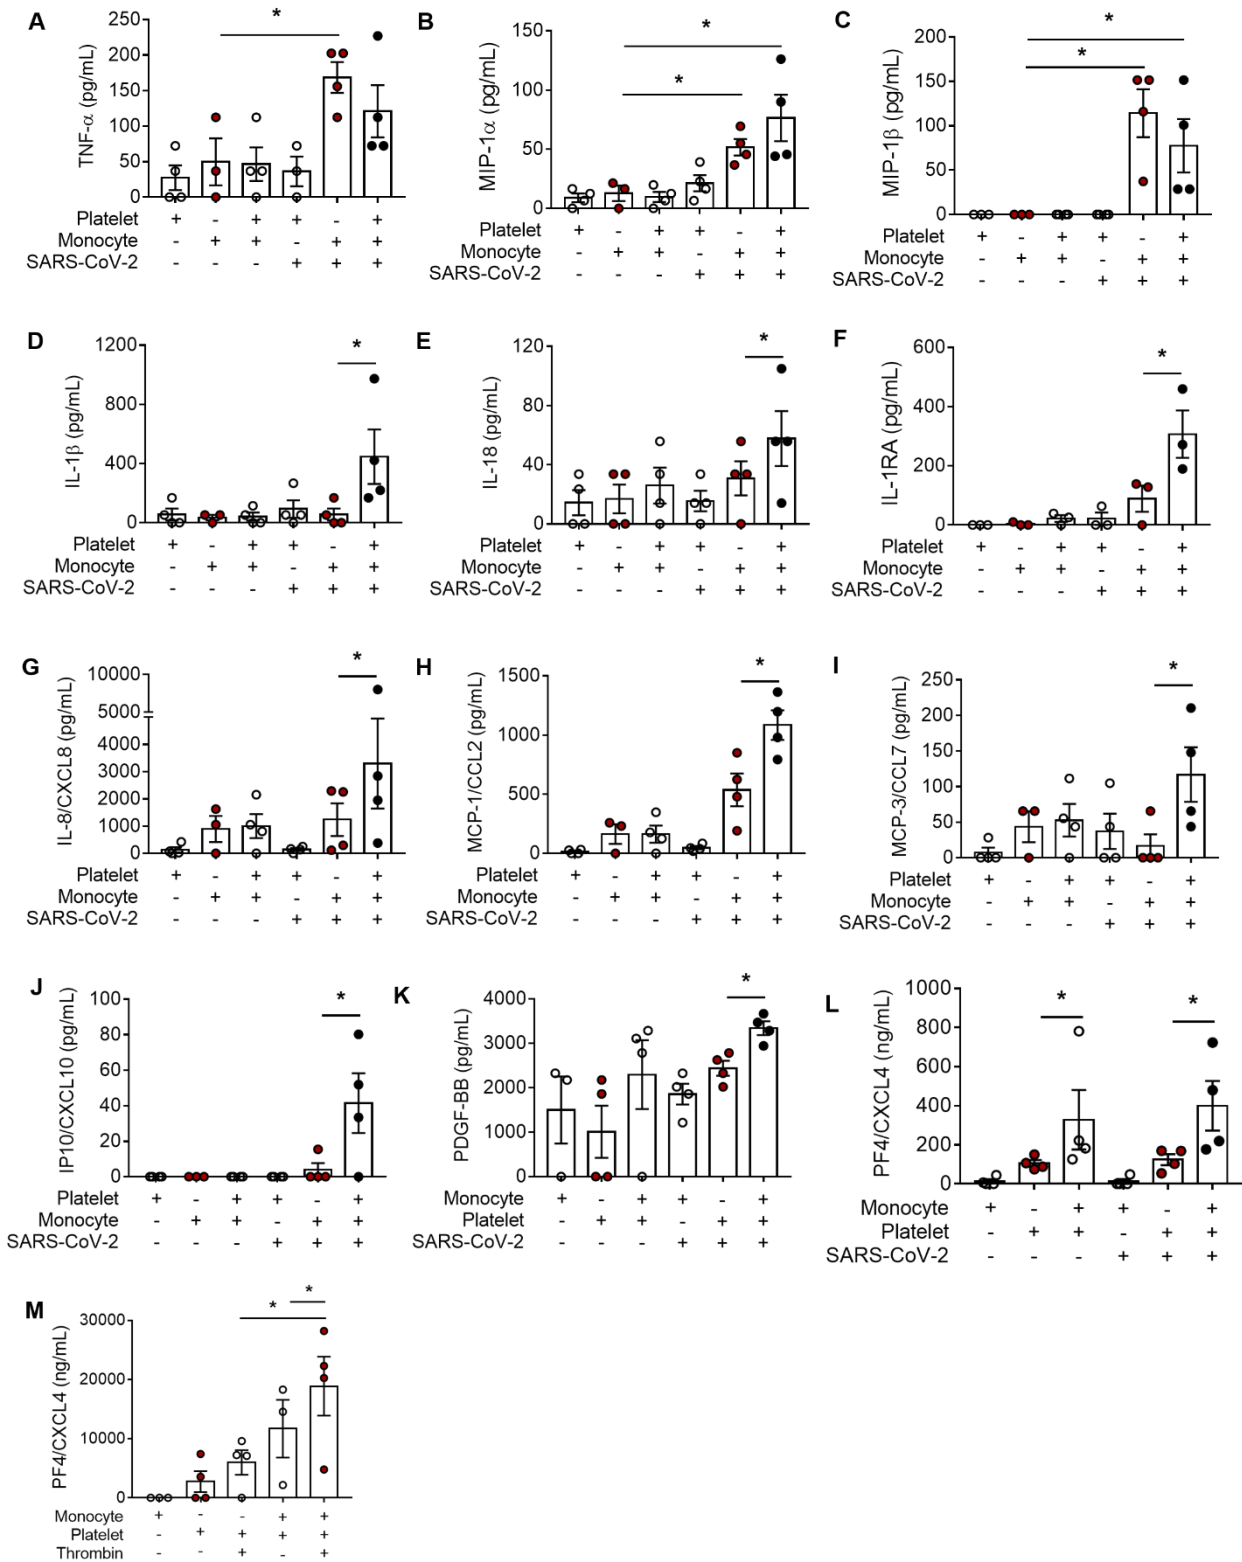 A
TNF-α (pg/mL)
250
200
150
100
50
0
*
Platelet + - + + - +
Monocyte - + + - + +
SARS-CoV-2 - - - + + +
B
MIP-1α (pg/mL)
150
100
50
0
*
*
Platelet + - + + - +
Monocyte - + + - + +
SARS-CoV-2 - - - + + +
C
MIP-1β (pg/mL)
200
150
100
50
0
*
*
Platelet + - + + - +
Monocyte - + + - + +
SARS-CoV-2 - - - + + +
D
IL-1β (pg/mL)
1200
800
400
0
*
Platelet + - + + - +
Monocyte - + + - + +
SARS-CoV-2 - - - + + +
E
IL-18 (pg/mL)
120
80
40
0
*
Platelet + - + + - +
Monocyte - + + - + +
SARS-CoV-2 - - - + + +
F
IL-1RA (pg/mL)
600
400
200
0
*
Platelet + - + + - +
Monocyte - + + - + +
SARS-CoV-2 - - - + + +
G
IL-8/CXCL8 (pg/mL)
10000
5000
4000
3000
2000
1000
0
*
Platelet + - + + - +
Monocyte - + + - + +
SARS-CoV-2 - - - + + +
H
MCP-1/CCL2 (pg/mL)
1500
1000
500
0
*
Platelet + - + + - +
Monocyte - + + - + +
SARS-CoV-2 - - - + + +
I
MCP-3/CCL7 (pg/mL)
250
200
150
100
50
0
*
Platelet + - + + - +
Monocyte - + + - + +
SARS-CoV-2 - - - + + +
J
IP10/CXCL10 (pg/mL)
100
80
60
40
20
0
*
Platelet + - + + - +
Monocyte - + + - + +
SARS-CoV-2 - - - + + +
K
PDGF-BB (pg/mL)
4000
3000
2000
1000
0
*
Monocyte + - + + - +
Platelet - + + - + +
SARS-CoV-2 - - - + + +
L
PF4/CXCL4 (ng/mL)
1000
800
600
400
200
0
*
*
Monocyte + - + + - +
Platelet - + + - + +
SARS-CoV-2 - - - + + +
M
PF4/CXCL4 (ng/mL)
30000
20000
10000
0
*
*
Monocyte + - - + +
Platelet - + + + +
Thrombin - - + - +